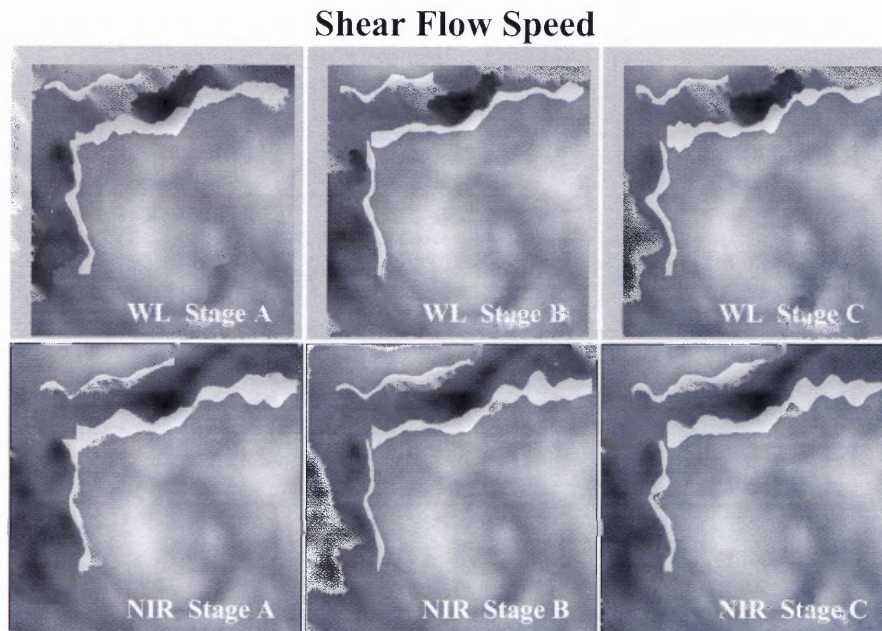 Shear Flow Speed
WL Stage A
WL Stage B
WL Stage C
NIR Stage A
NIR Stage B
NIR Stage C